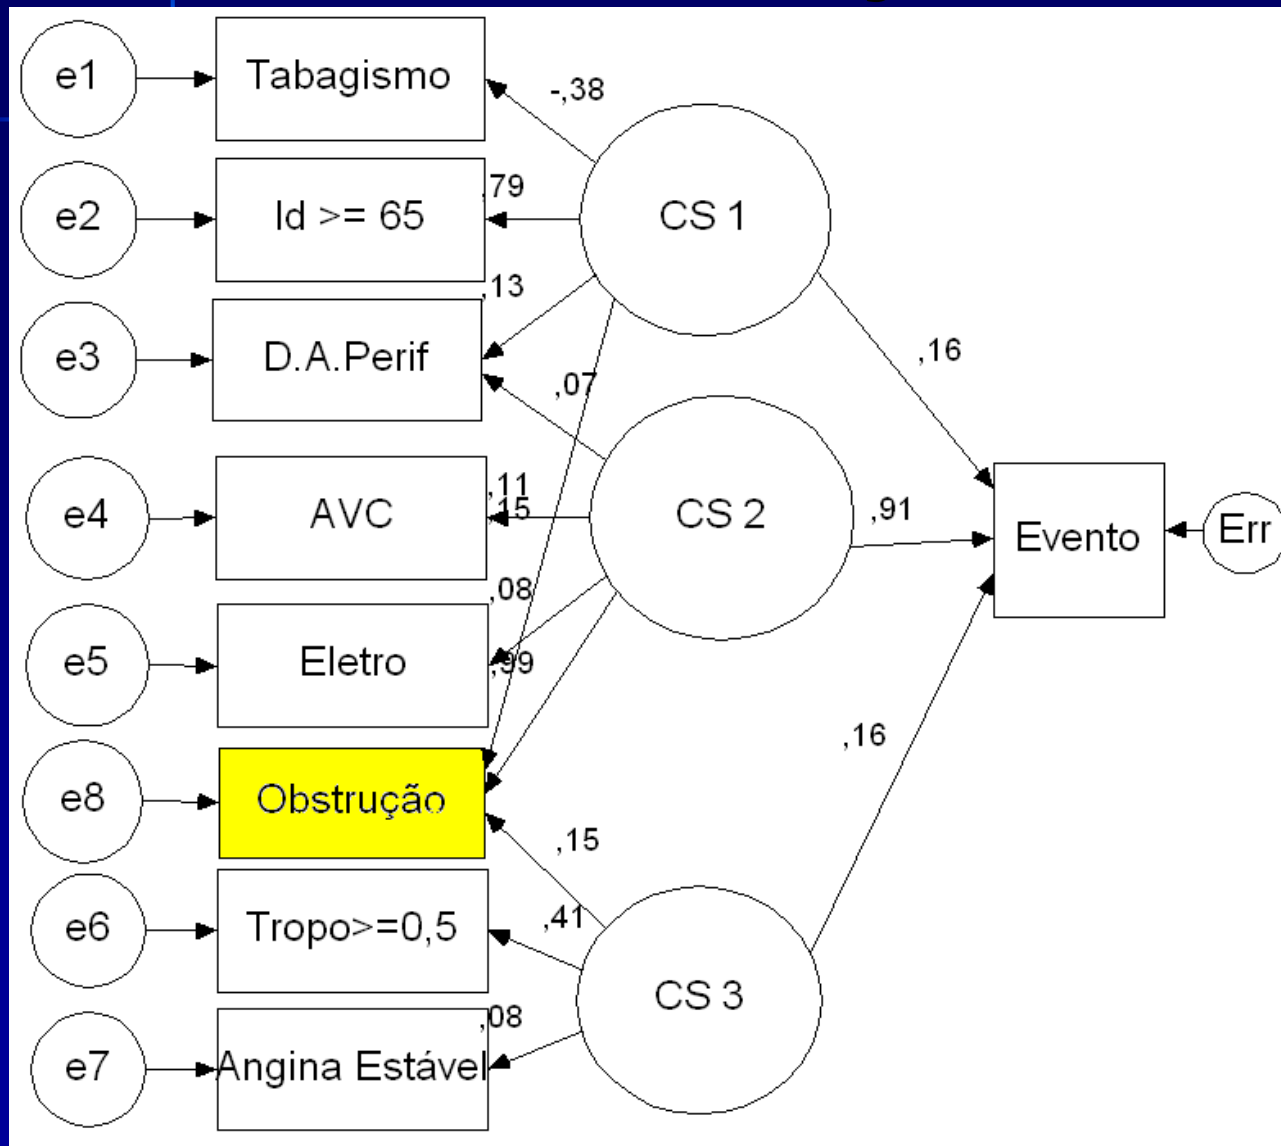 e1
Tabagismo
-,38
e2
Id >= 65
,79
CS 1
e3
D.A.Perif
,13
,07
,16
e4
AVC
,11
,15
CS 2
,91
Evento
Err
e5
Eletro
,08
,99
e8
Obstrução
,15
,16
e6
Tropo>=0,5
,41
CS 3
e7
Angina Estável
,08